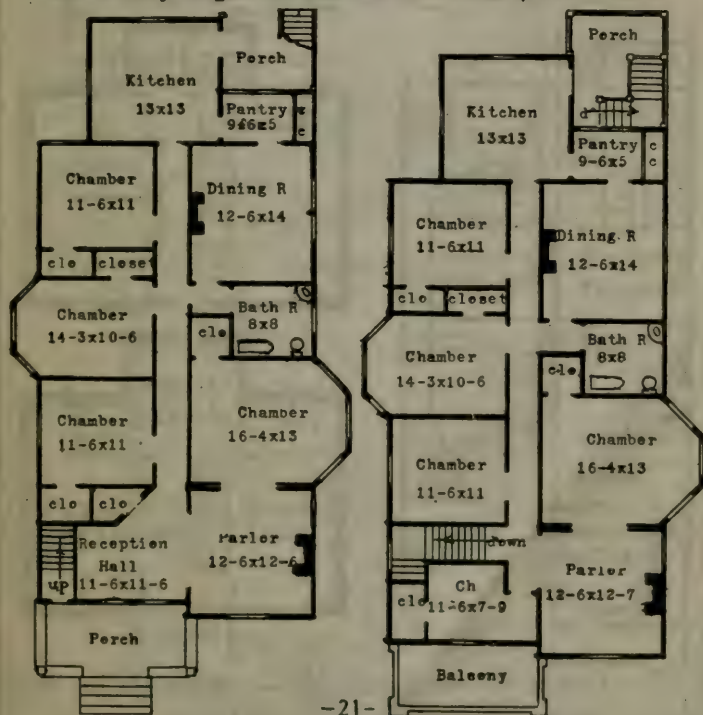 Porch
Kitchen
13x13
Pantry
9-6x5
c
Chamber
11-6x11
Dining R
12-6x14
clo
closet
Chamber
14-3x10-6
Bath R
8x8
clo
Chamber
11-6x11
Chamber
16-4x13
clo
clo
Reception
Hall
11-6x11-6
up
Parlor
12-6x12-6
Porch
Porch
d
Kitchen
13x13
Pantry
9-6x5
c
c
Chamber
11-6x11
Dining R
12-6x14
clo
closet
Chamber
14-3x10-6
Bath R
8x8
clo
Chamber
11-6x11
Chamber
16-4x13
down
Ch
11-6x7-9
clo
Parlor
12-6x12-7
Balcony
-21-